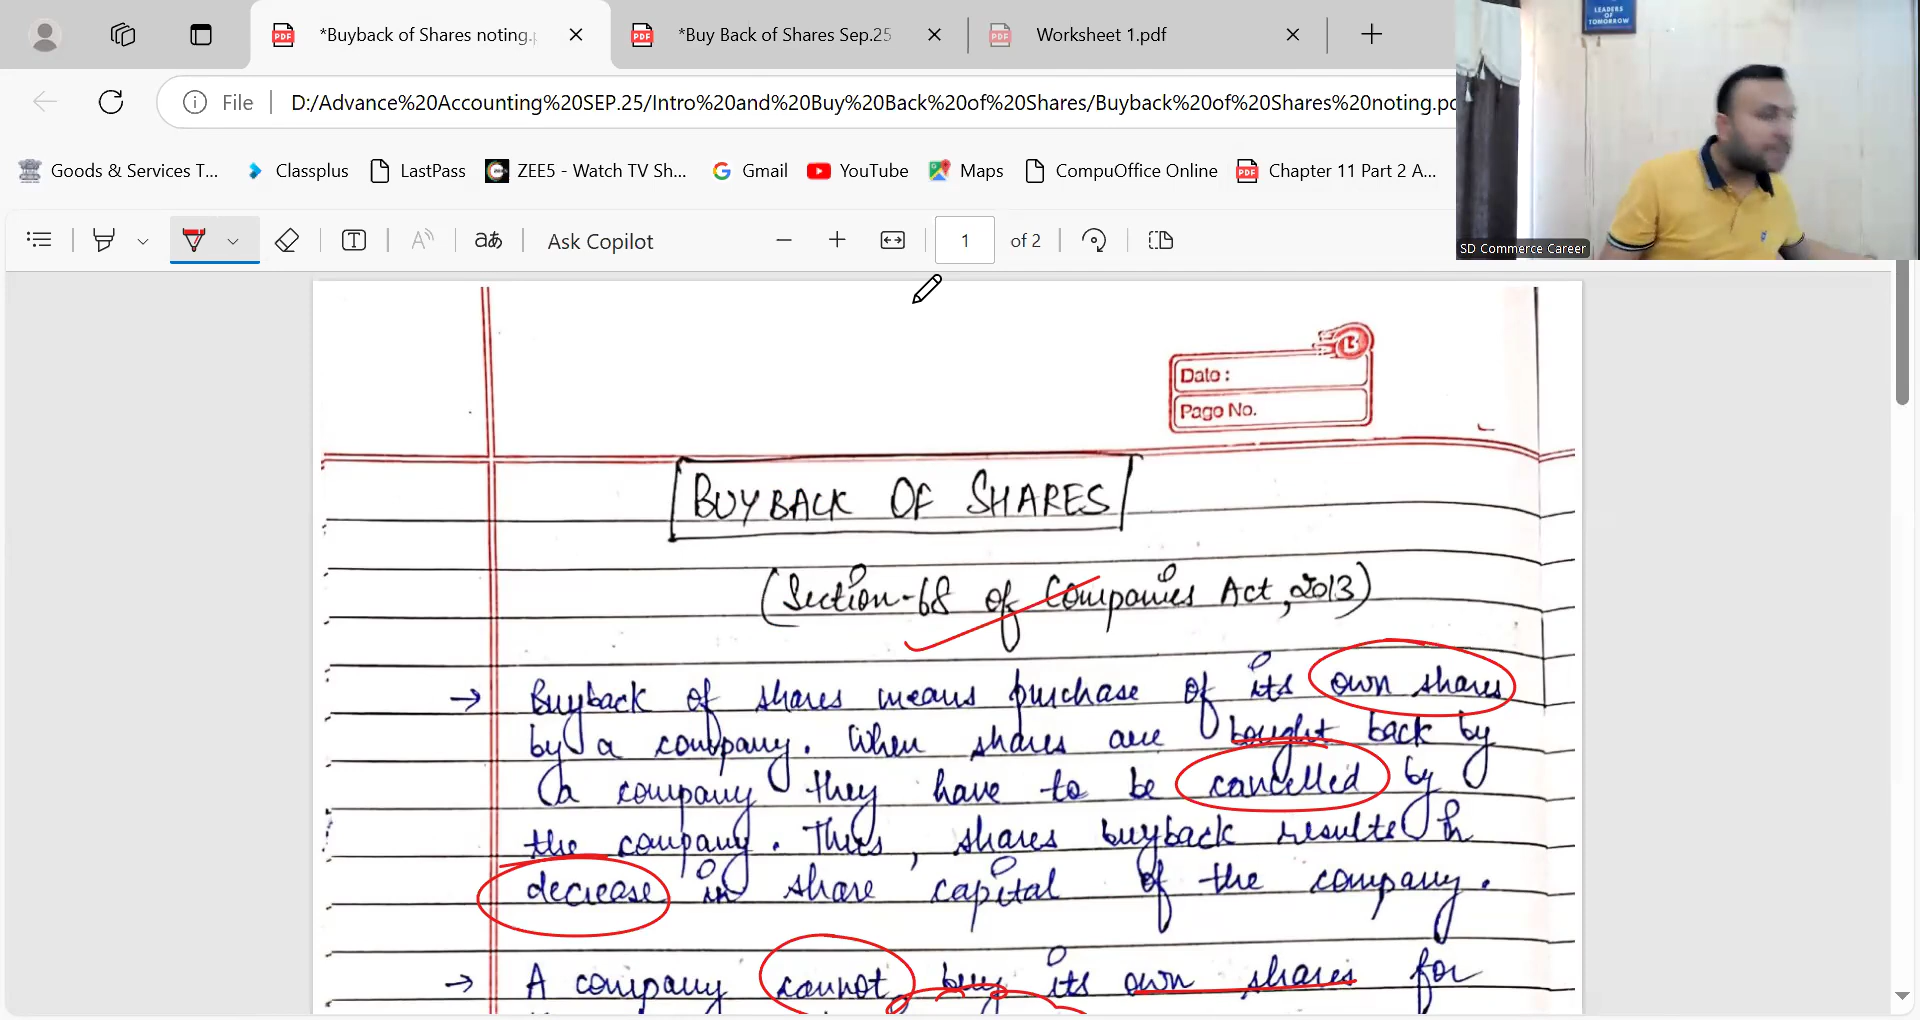 *Buyback of Shares noting.p
*Buy Back of Shares Sep.25
Worksheet 1.pdf
LEADERS
OF
TOMORROW
File
D:/Advance%20Accounting%20SEP.25/Intro%20and%20Buy%20Back%20of%20Shares/Buyback%20of%20Shares%20noting.pd
Goods & Services T...
Classplus
LastPass
ZEE5 - Watch TV Sh...
Gmail
YouTube
Maps
CompuOffice Online
Chapter 11 Part 2 A...
Ask Copilot
1 of 2
SD Commerce Career
Date :
Page No.
BUYBACK OF SHARES
(Section-68 of Companies Act, 2013)
→ Buyback of shares means purchase of its own shares
by a company. When shares are bought back by
a company they have to be cancelled by
the company. Thus, shares buyback results in
decrease in share capital of the company.
→ A company cannot buy its own shares for